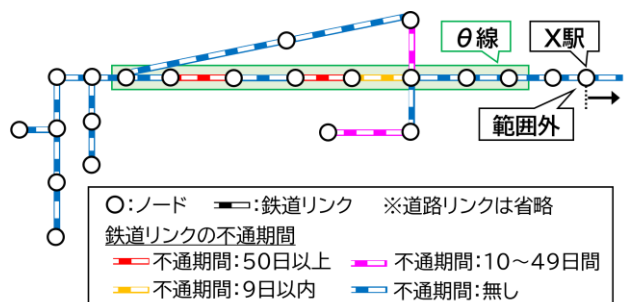 θ線
X駅
範囲外
○:ノード :鉄道リンク ※道路リンクは省略
鉄道リンクの不通期間
不通期間:50日以上 不通期間:10~49日間
不通期間:9日以内 不通期間:無し